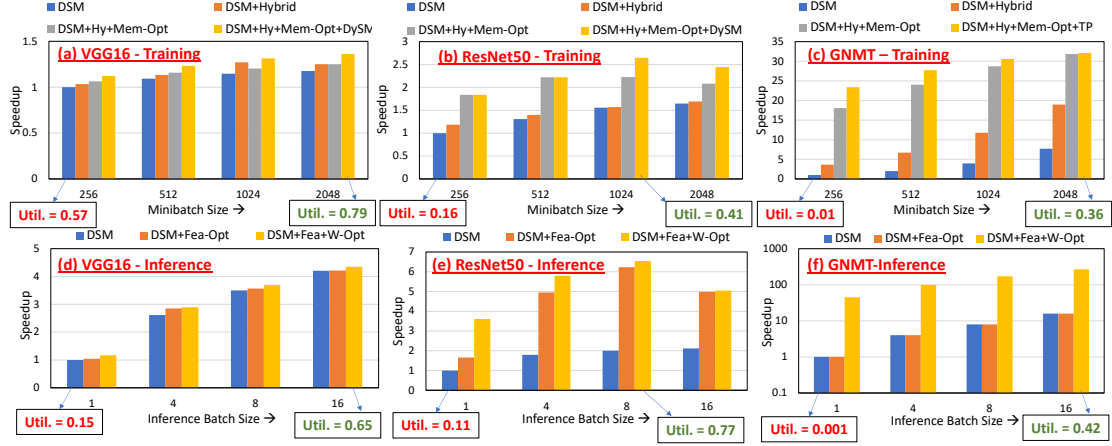 DSM DSM+Hybrid
DSM+Hy+Mem-Opt DSM+Hy+Mem-Opt+DySM
(a) VGG16 - Training
Speedup
1.5
1
0.5
0
256 512 1024 2048
Util. = 0.57
Minibatch Size →
Util. = 0.79
DSM DSM+Hybrid
DSM+Hy+Mem-Opt DSM+Hy+Mem-Opt+DySM
(b) ResNet50 - Training
Speedup
3
2.5
2
1.5
1
0.5
0
256 512 1024 2048
Util. = 0.16
Minibatch Size →
Util. = 0.41
DSM DSM+Hybrid
DSM+Hy+Mem-Opt DSM+Hy+Mem-Opt+TP
(c) GNMT – Training
Speedup
35
30
25
20
15
10
5
0
256 512 1024 2048
Util. = 0.01
Minibatch Size →
Util. = 0.36
DSM DSM+Fea-Opt DSM+Fea+W-Opt
(d) VGG16 - Inference
Speedup
5
4
3
2
1
0
1 4 8 16
Util. = 0.15
Inference Batch Size →
Util. = 0.65
DSM DSM+Fea-Opt DSM+Fea+W-Opt
(e) ResNet50 - Inference
Speedup
7
6
5
4
3
2
1
0
1 4 8 16
Util. = 0.11
Inference Batch Size →
Util. = 0.77
DSM DSM+Fea-Opt DSM+Fea+W-Opt
(f) GNMT-Inference
Speedup
1000
100
10
1
0.1
1 4 8 16
Util. = 0.001
Inference Batch Size →
Util. = 0.42